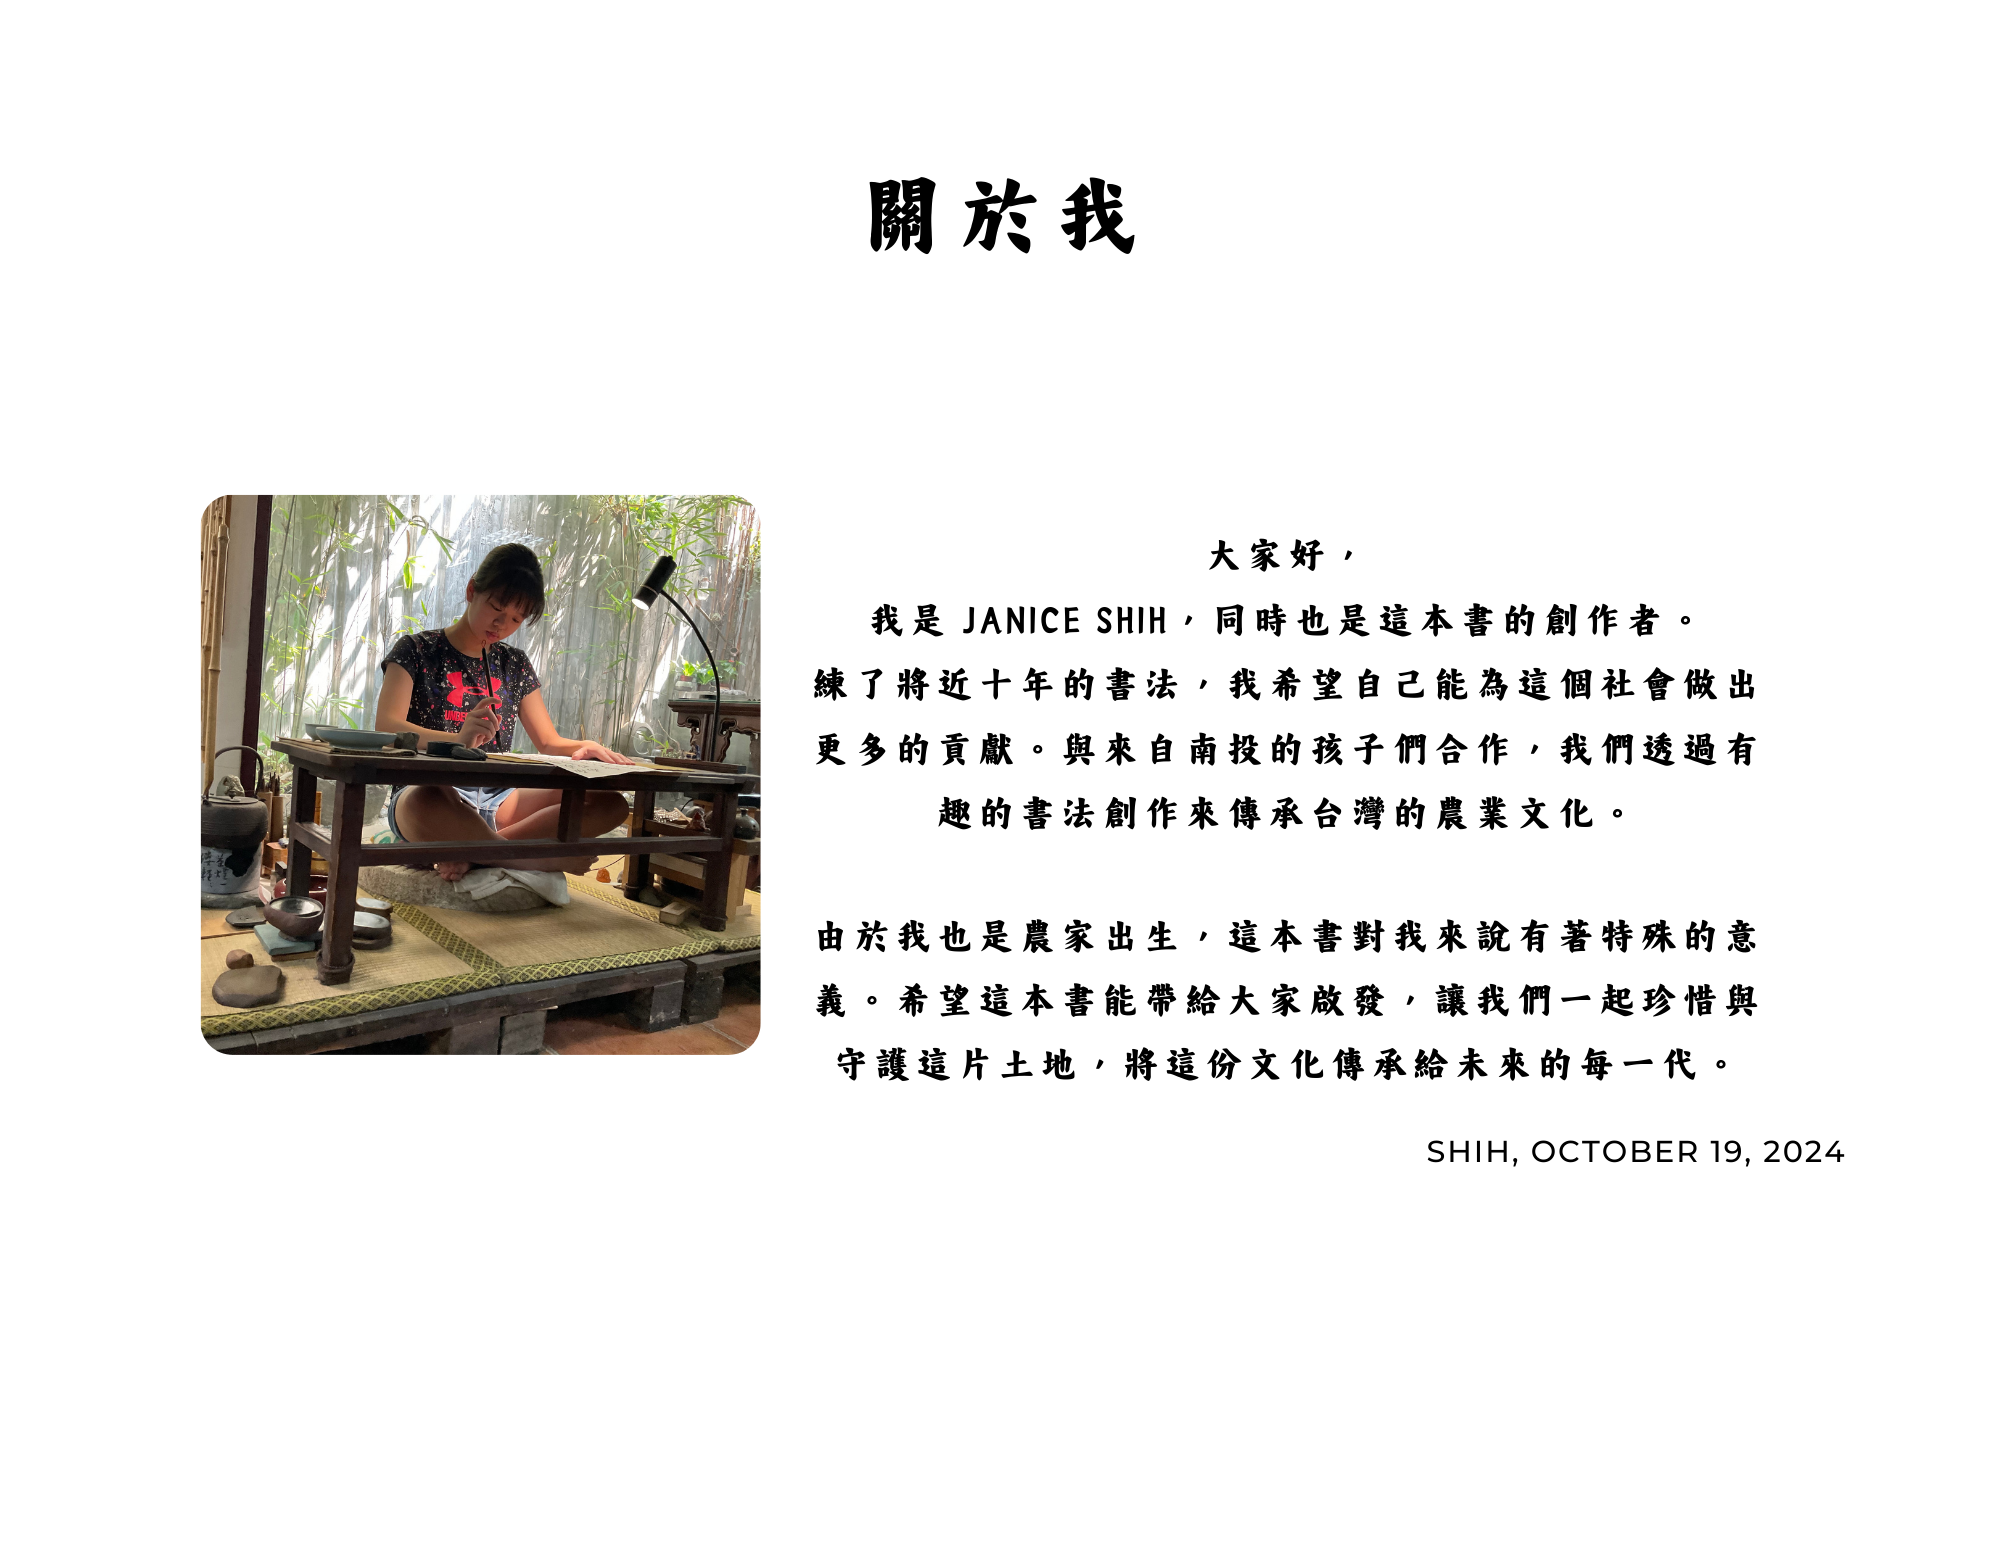 關於我
大家好，
我是 JANICE SHIH，同時也是這本書的創作者。
練了將近十年的書法，我希望自己能為這個社會做出
更多的貢獻。與來自南投的孩子們合作，我們透過有
趣的書法創作來傳承台灣的農業文化。
由於我也是農家出生，這本書對我來說有著特殊的意
義。希望這本書能帶給大家啟發，讓我們一起珍惜與
守護這片土地，將這份文化傳承給未來的每一代。
SHIH, OCTOBER 19, 2024